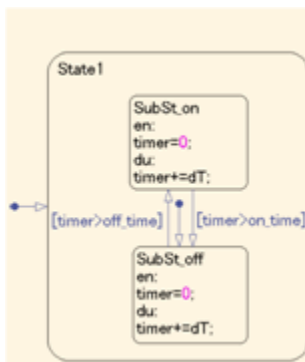 State1
SubSt_on
en:
timer=0;
du:
timer+=dT;
[timer>off_time]
[timer>on_time]
SubSt_off
en:
timer=0;
du:
timer+=dT;